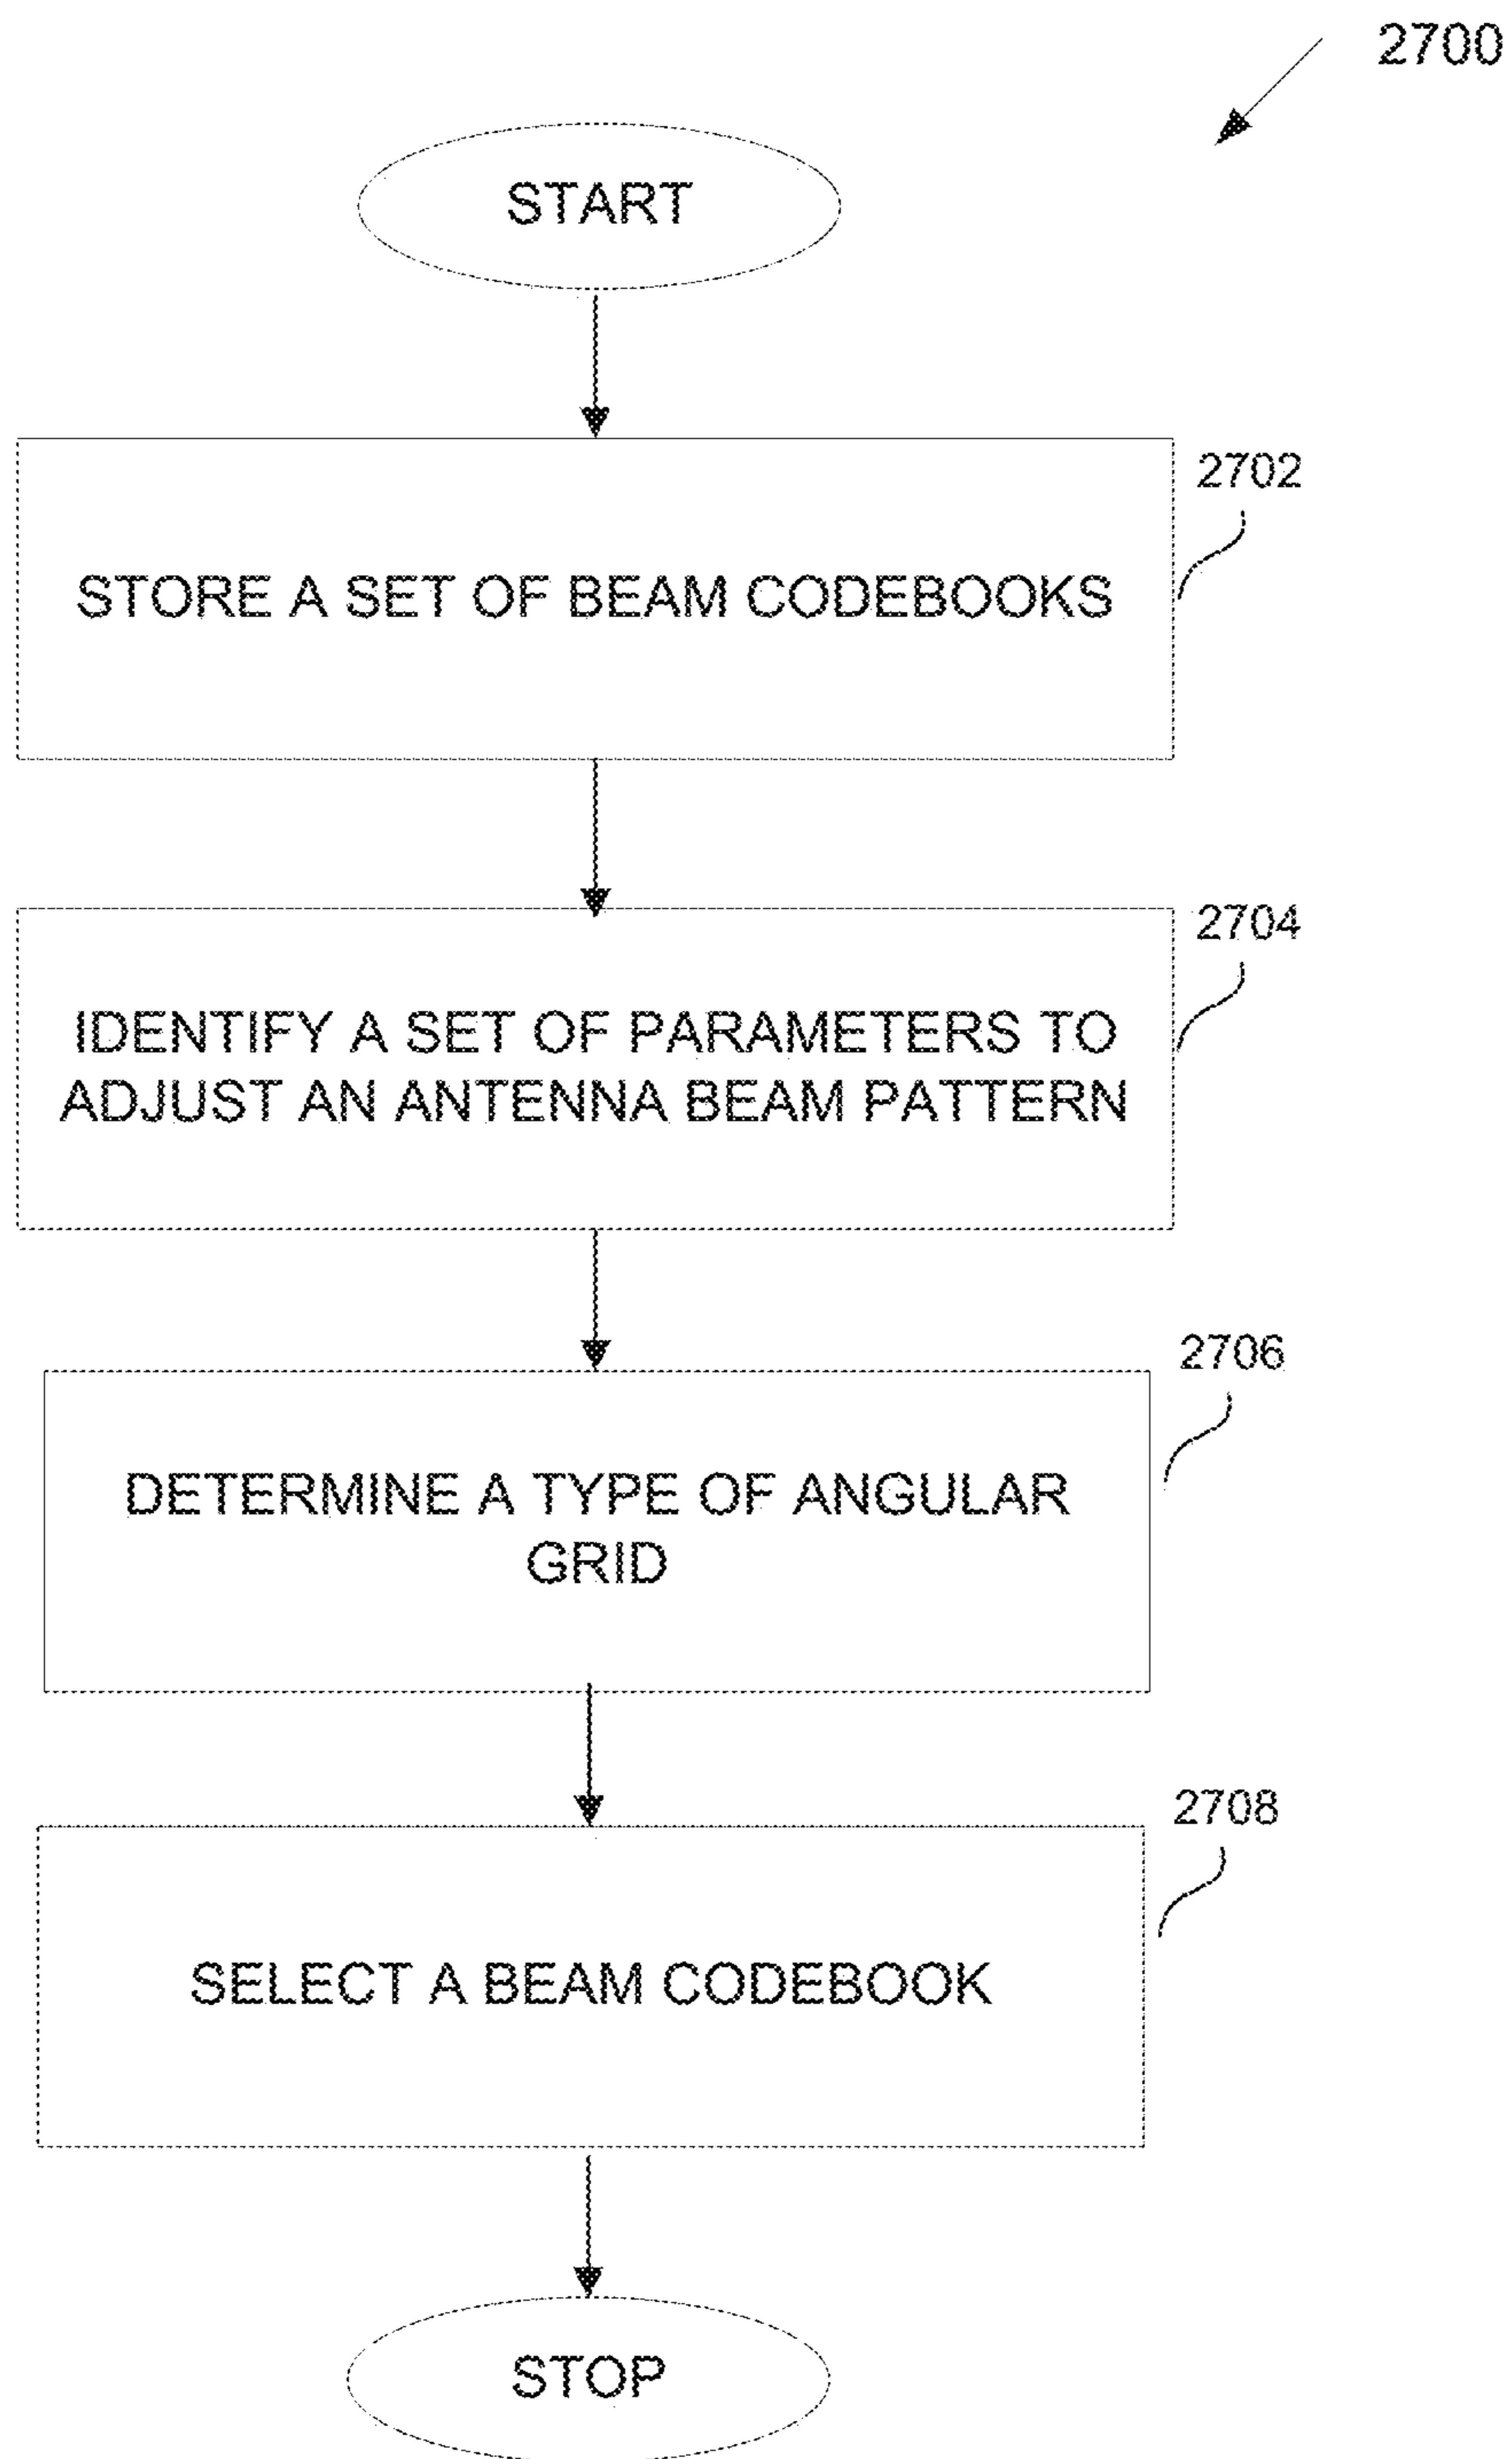 2700
START
2702
STORE A SET OF BEAM CODEBOOKS
2704
IDENTIFY A SET OF PARAMETERS TO
ADJUST AN ANTENNA BEAM PATTERN
2706
DETERMINE A TYPE OF ANGULAR
GRID
2708
SELECT A BEAM CODEBOOK
STOP